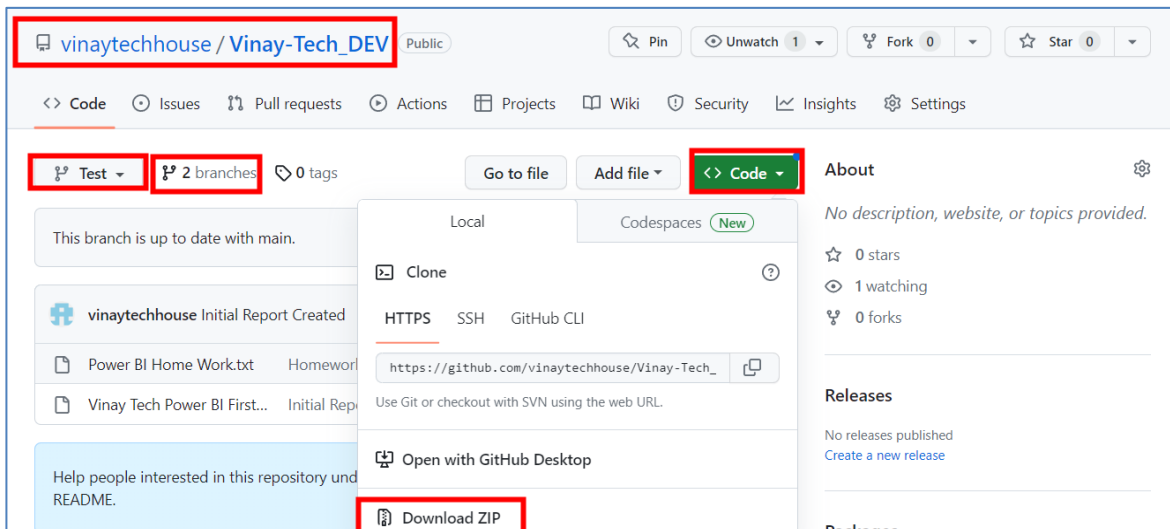 vinaytechhouse / Vinay-Tech_DEV Public
Pin Unwatch 1 Fork 0 Star 0
<> Code Issues Pull requests Actions Projects Wiki Security Insights Settings
Test 2 branches 0 tags Go to file Add file <> Code
About
No description, website, or topics provided.
0 stars
1 watching
0 forks
Releases
No releases published
Create a new release
This branch is up to date with main.
vinaytechhouse Initial Report Created
Power BI Home Work.txt Homework
Vinay Tech Power BI First... Initial Rep
Help people interested in this repository und
README.
Local Codespaces New
Clone
HTTPS SSH GitHub CLI
https://github.com/vinaytechhouse/Vinay-Tech_
Use Git or checkout with SVN using the web URL.
Open with GitHub Desktop
Download ZIP